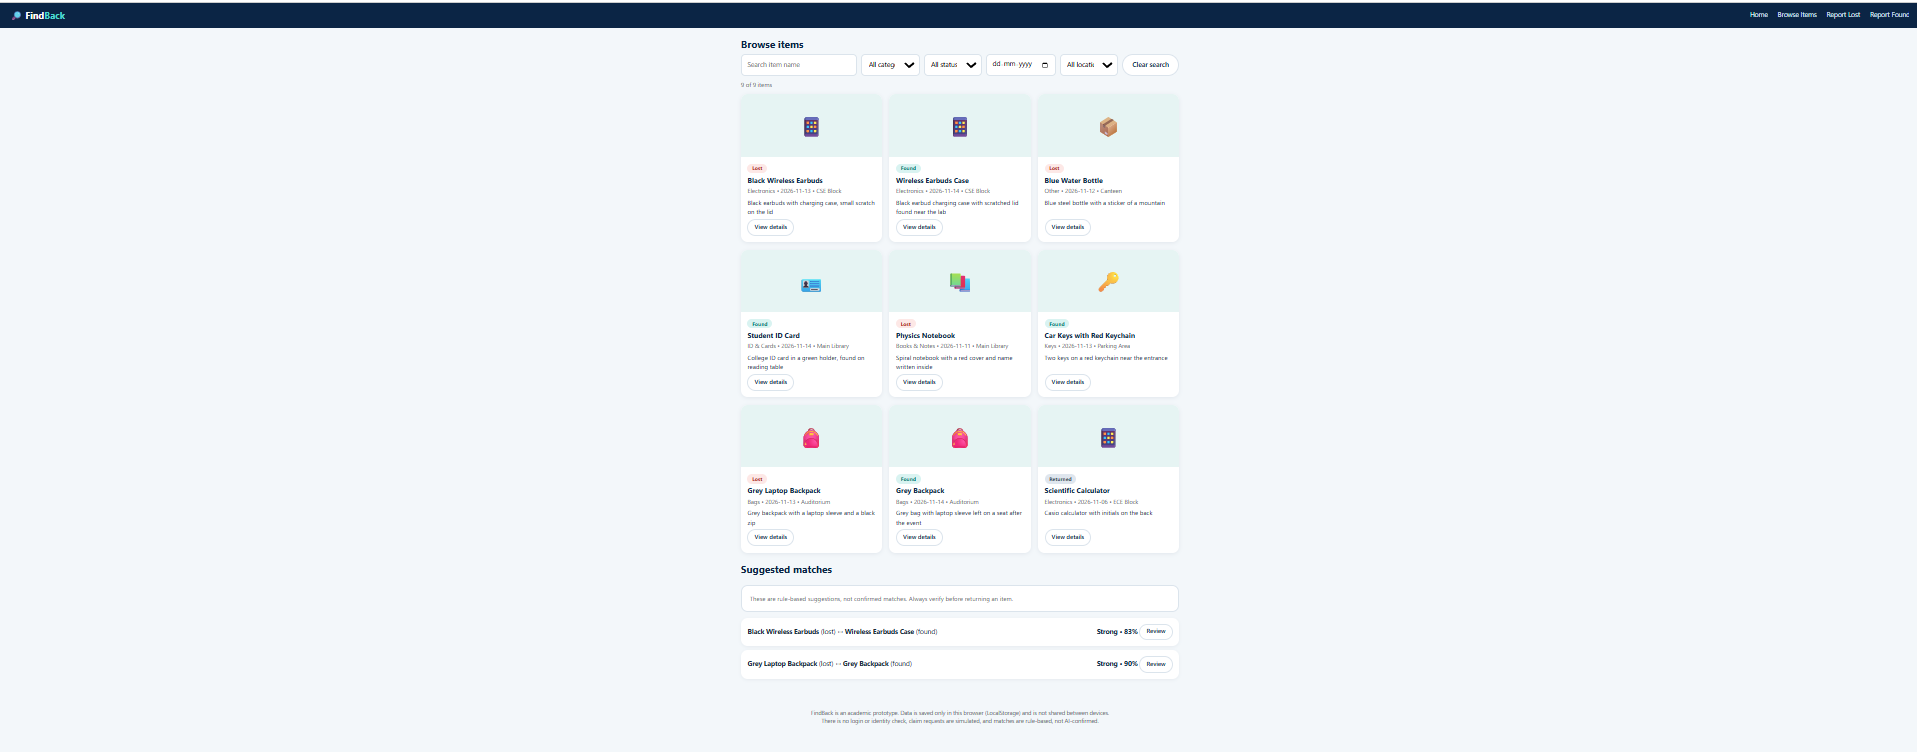 FindBack
Home Browse Items Report Lost Report Found
Browse items
Search item name All categ All status dd-mm-yyyy All locati Clear search
9 of 9 items
Lost
Black Wireless Earbuds
Electronics • 2026-11-13 • CSE Block
Black earbuds with charging case, small scratch
on the lid
View details
Found
Wireless Earbuds Case
Electronics • 2026-11-14 • CSE Block
Black earbud charging case with scratched lid
found near the lab
View details
Lost
Blue Water Bottle
Other • 2026-11-12 • Canteen
Blue steel bottle with a sticker of a mountain
View details
Found
Student ID Card
ID & Cards • 2026-11-14 • Main Library
College ID card in a green holder, found on
reading table
View details
Lost
Physics Notebook
Books & Notes • 2026-11-11 • Main Library
Spiral notebook with a red cover and name
written inside
View details
Found
Car Keys with Red Keychain
Keys • 2026-11-13 • Parking Area
Two keys on a red keychain near the entrance
View details
Lost
Grey Laptop Backpack
Bags • 2026-11-13 • Auditorium
Grey backpack with a laptop sleeve and a black
zip
View details
Found
Grey Backpack
Bags • 2026-11-14 • Auditorium
Grey bag with laptop sleeve left on a seat after
the event
View details
Returned
Scientific Calculator
Electronics • 2026-11-06 • ECE Block
Casio calculator with initials on the back
View details
Suggested matches
These are rule-based suggestions, not confirmed matches. Always verify before returning an item.
Black Wireless Earbuds (lost) ↔ Wireless Earbuds Case (found) Strong • 83% Review
Grey Laptop Backpack (lost) ↔ Grey Backpack (found) Strong • 90% Review
FindBack is an academic prototype. Data is saved only in this browser (LocalStorage) and is not shared between devices.
There is no login or identity check, claim requests are simulated, and matches are rule-based, not AI-confirmed.